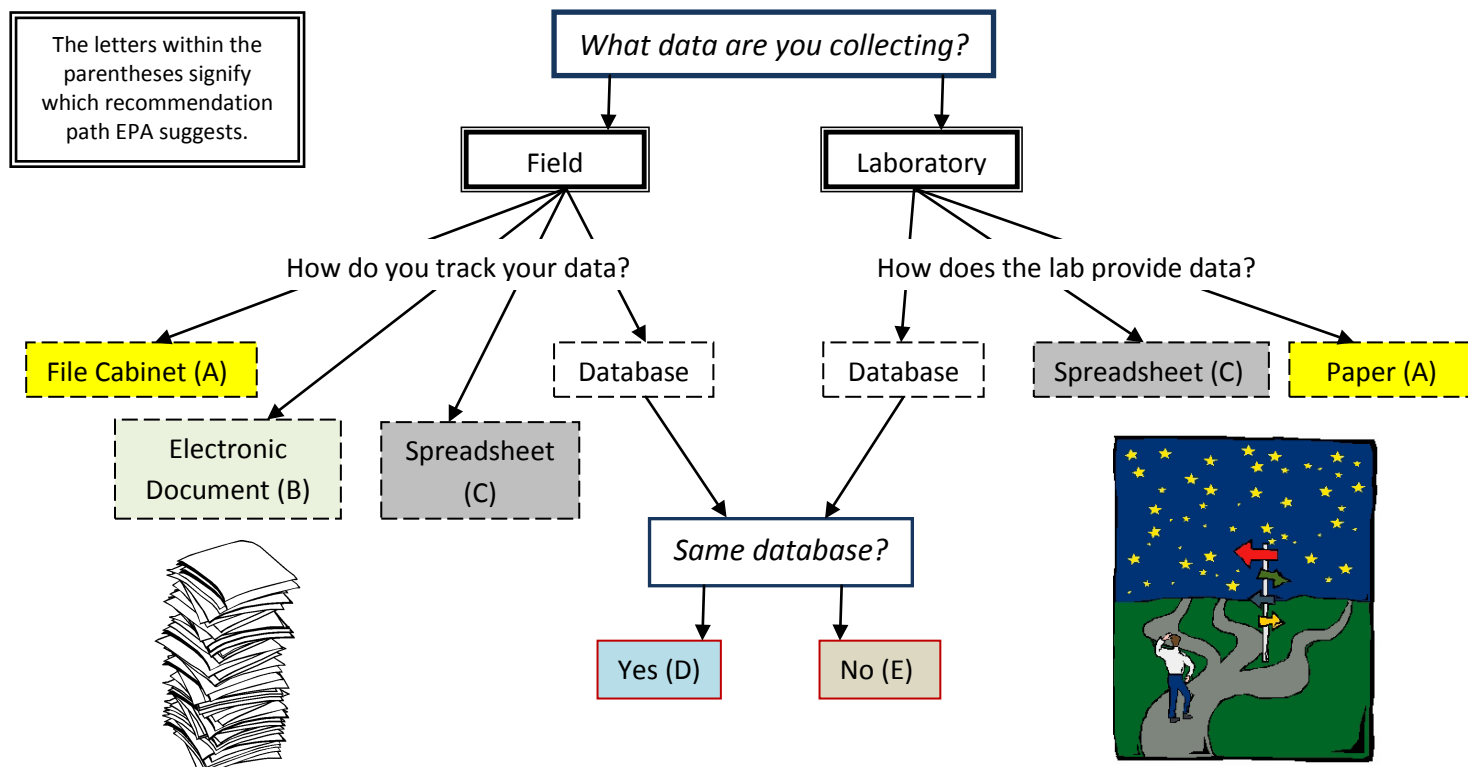 The letters within the
parentheses signify
which recommendation
path EPA suggests.
What data are you collecting?
Field
Laboratory
How do you track your data?
How does the lab provide data?
File Cabinet (A)
Database
Database
Spreadsheet (C)
Paper (A)
Electronic
Document (B)
Spreadsheet
(C)
Same database?
Yes (D)
No (E)